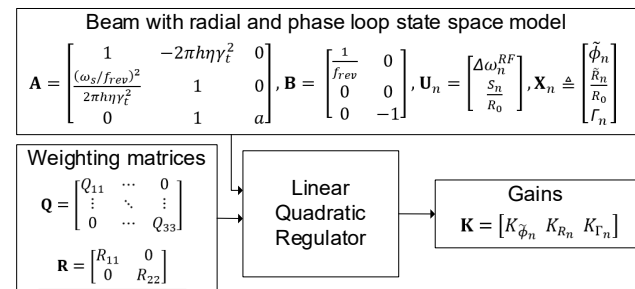 Beam with radial and phase loop state space model
𝐀 = [1 −2πhηγ_t^2 0; (ω_s/f_rev)^2/(2πhηγ_t^2) 1 0; 0 1 a], 𝐁 = [1/f_rev 0; 0 0; 0 −1], 𝐔_n = [Δω_n^RF; S_n/R_0], 𝐗_n ≜ [ϕ̃_n; R̃_n/R_0; Γ_n]
Weighting matrices
𝐐 = [Q_11 ⋯ 0; ⋮ ⋱ ⋮; 0 ⋯ Q_33]
𝐑 = [R_11 0; 0 R_22]
Linear
Quadratic
Regulator
Gains
𝐊 = [K_ϕ̃_n K_R_n K_Γ_n]